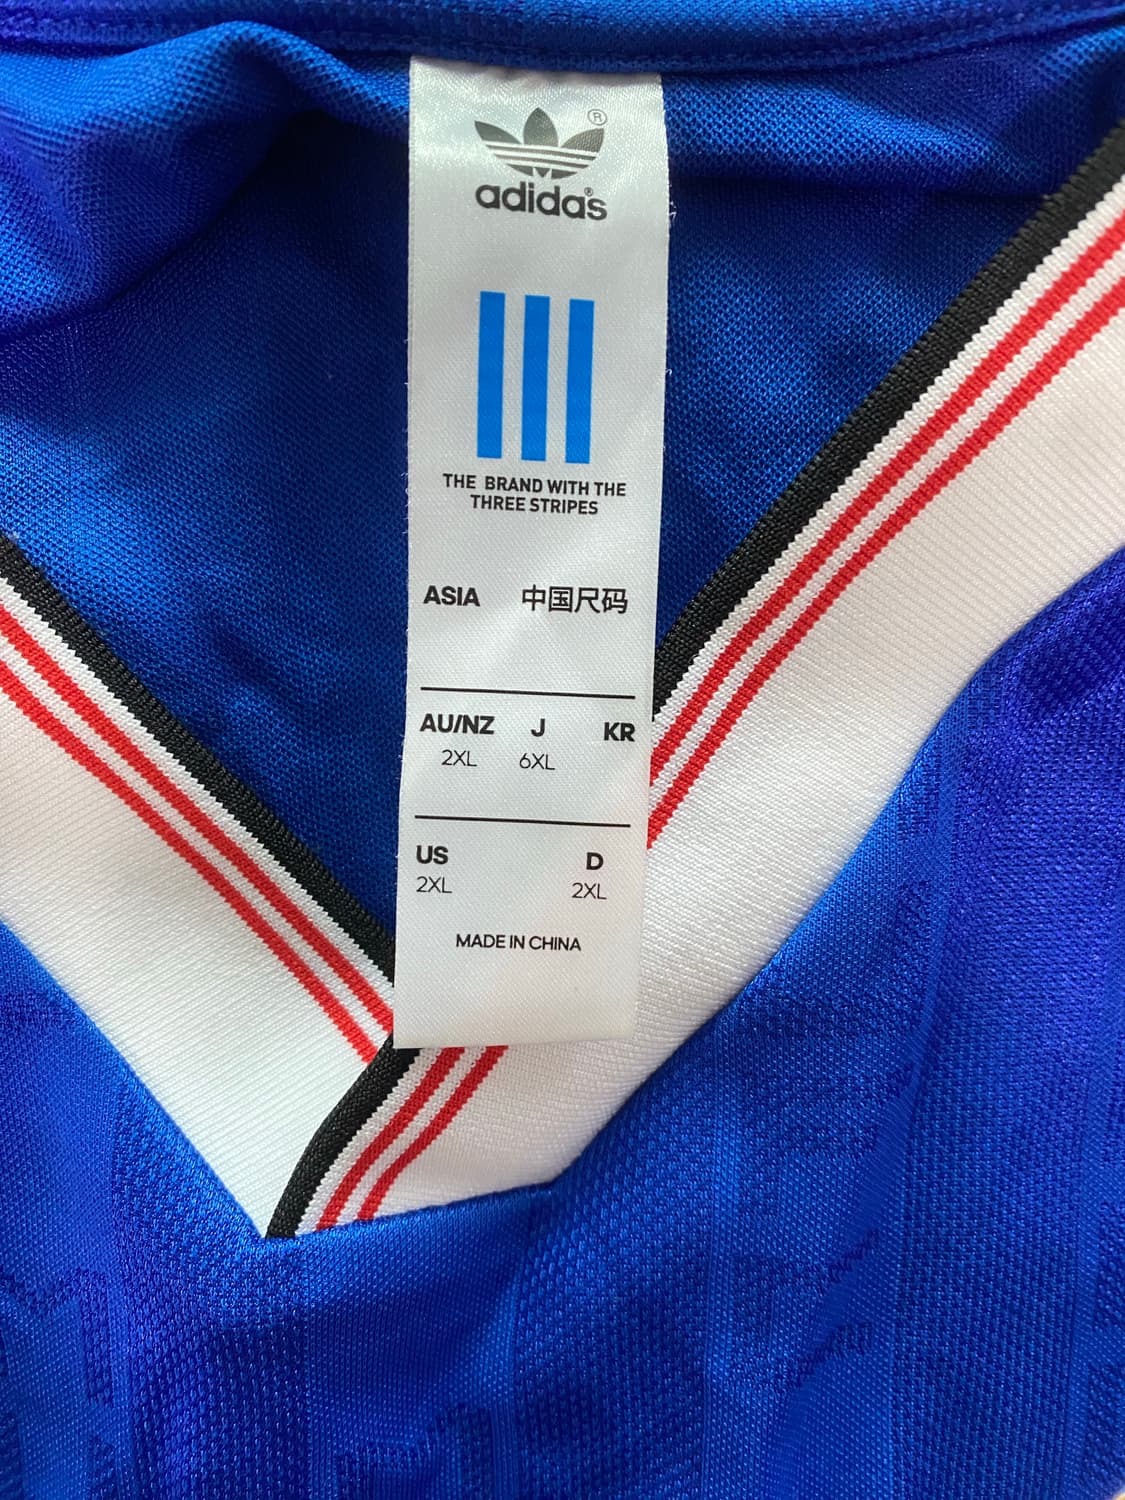 ®
adidas®
THE BRAND WITH THE
THREE STRIPES
ASIA 中国尺码
AU/NZ J KR
2XL 6XL
US D
2XL 2XL
MADE IN CHINA